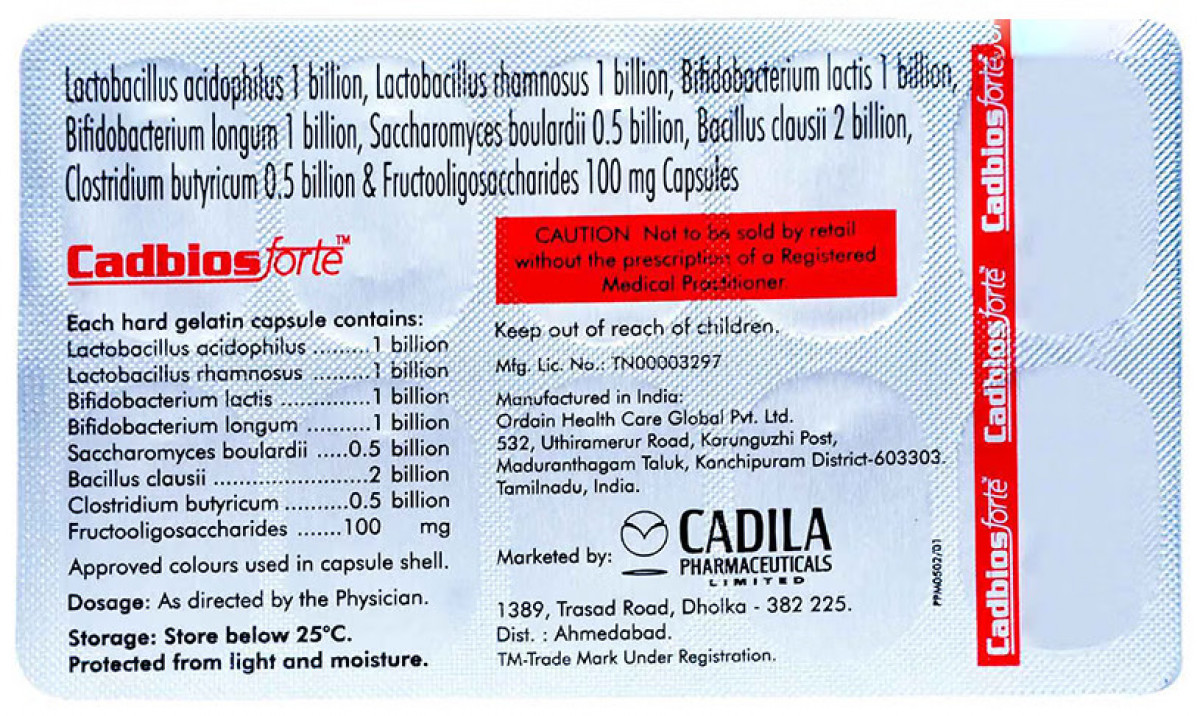 Lactobacillus acidophilus 1 billion, Lactobacillus rhamnosus 1 billion, Bifidobacterium lactis 1 billion,
Bifidobacterium longum 1 billion, Saccharomyces boulardii 0.5 billion, Bacillus clausii 2 billion,
Clostridium butyricum 0.5 billion & Fructooligosaccharides 100 mg Capsules
Cadbiosforte™
Each hard gelatin capsule contains:
Lactobacillus acidophilus .........1 billion
Lactobacillus rhamnosus .........1 billion
Bifidobacterium lactis ..............1 billion
Bifidobacterium longum ..........1 billion
Saccharomyces boulardii .....0.5 billion
Bacillus clausii .......................2 billion
Clostridium butyricum ..........0.5 billion
Fructooligosaccharides .......100 mg
Approved colours used in capsule shell.
Dosage: As directed by the Physician.
Storage: Store below 25°C.
Protected from light and moisture.
CAUTION Not to be sold by retail
without the prescription of a Registered
Medical Practitioner.
Keep out of reach of children.
Mfg. Lic. No.: TN00003297
Manufactured in India:
Ordain Health Care Global Pvt. Ltd.
532, Uthiramerur Road, Karunguzhi Post,
Maduranthagam Taluk, Kanchipuram District-603303.
Tamilnadu, India.
Marketed by:
CADILA
PHARMACEUTICALS
LIMITED
1389, Trasad Road, Dholka - 382 225.
Dist. : Ahmedabad.
TM-Trade Mark Under Registration.
PPM0502/01
Cadbiosforte™
Cadbiosforte™
Cadbiosforte